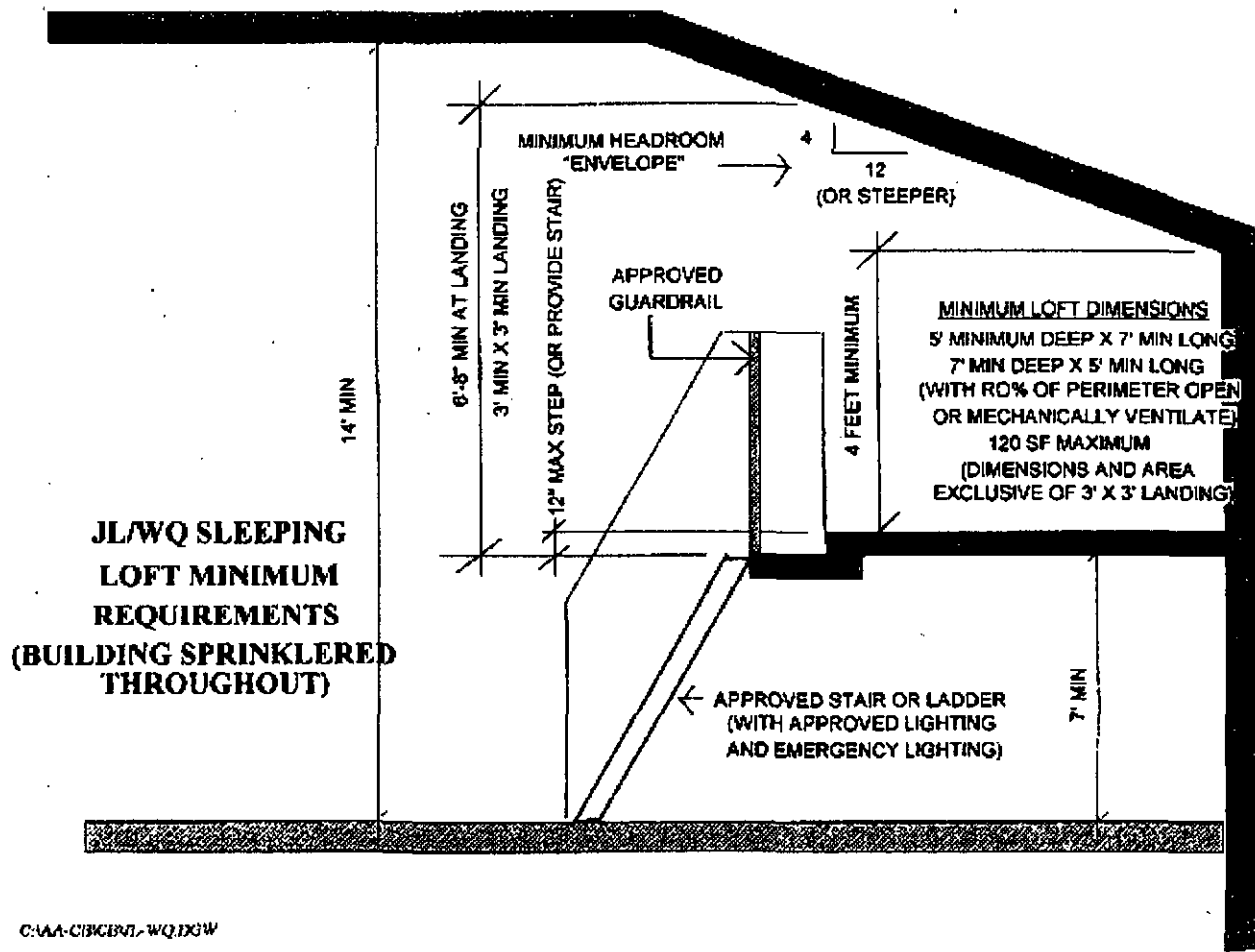 MINIMUM HEADROOM
"ENVELOPE"
4
12
(OR STEEPER)
6'-8" MIN AT LANDING
3' MIN X 3' MIN LANDING
12" MAX STEP (OR PROVIDE STAIR)
APPROVED
GUARDRAIL
4 FEET MINIMUM
MINIMUM LOFT DIMENSIONS
5' MINIMUM DEEP X 7' MIN LONG
7' MIN DEEP X 5' MIN LONG
(WITH RO% OF PERIMETER OPEN
OR MECHANICALLY VENTILATE)
120 SF MAXIMUM
(DIMENSIONS AND AREA
EXCLUSIVE OF 3' X 3' LANDING)
14' MIN
JL/WQ SLEEPING
LOFT MINIMUM
REQUIREMENTS
(BUILDING SPRINKLERED
THROUGHOUT)
APPROVED STAIR OR LADDER
(WITH APPROVED LIGHTING
AND EMERGENCY LIGHTING)
7' MIN